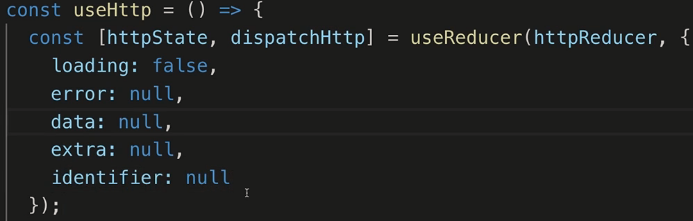 const useHttp = () => {
  const [httpState, dispatchHttp] = useReducer(httpReducer, {
    loading: false,
    error: null,
    data: null,
    extra: null,
    identifier: null
  });